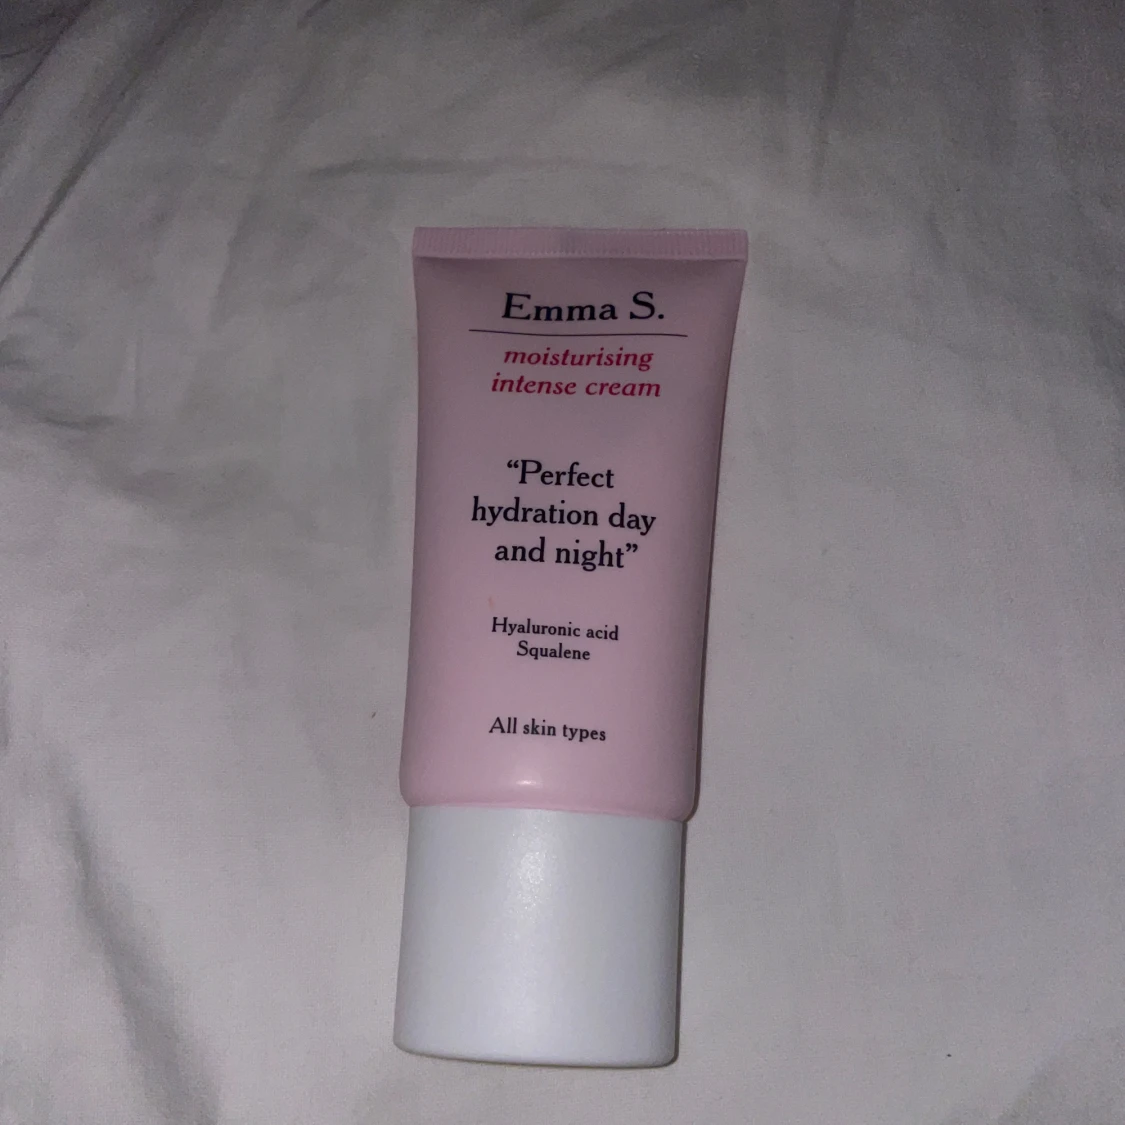 Emma S.
moisturising
intense cream
“Perfect
hydration day
and night”
Hyaluronic acid
Squalene
All skin types